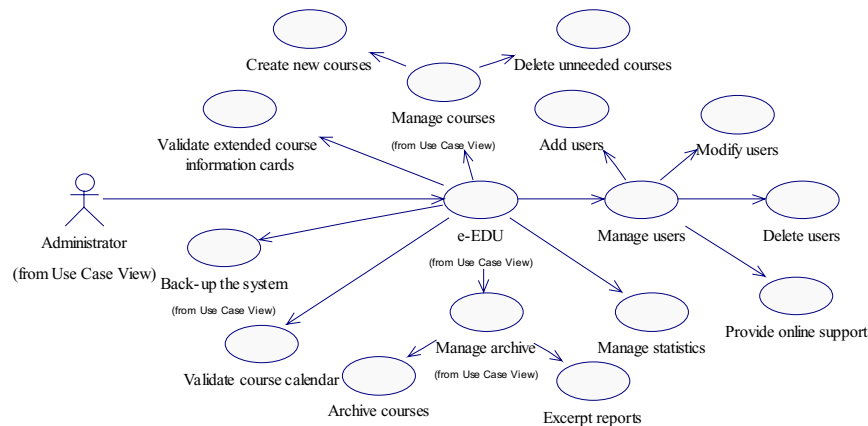 Create new courses
Delete unneeded courses
Manage courses
(from Use Case View)
Validate extended course
information cards
Add users
Modify users
Administrator
(from Use Case View)
e-EDU
(from Use Case View)
Manage users
Delete users
Back-up the system
(from Use Case View)
Provide online support
Manage archive
(from Use Case View)
Manage statistics
Validate course calendar
Archive courses
Excerpt reports